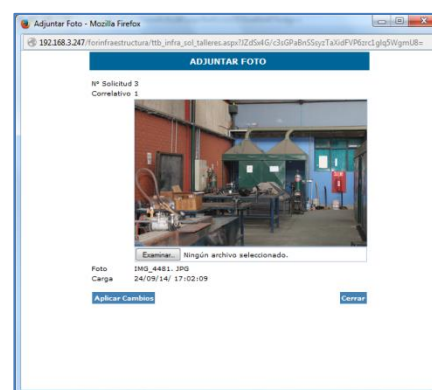 Adjuntar Foto - Mozilla Firefox
192.168.3.247/forinfraestructura/ttb_infra_sol_talleres.aspx?
ADJUNTAR FOTO
Nº Solicitud 3
Correlativo 1
Examinar.. Ningún archivo seleccionado.
Foto IMG_4481. JPG
Carga 24/09/14/ 17:02:09
Aplicar Cambios Cerrar